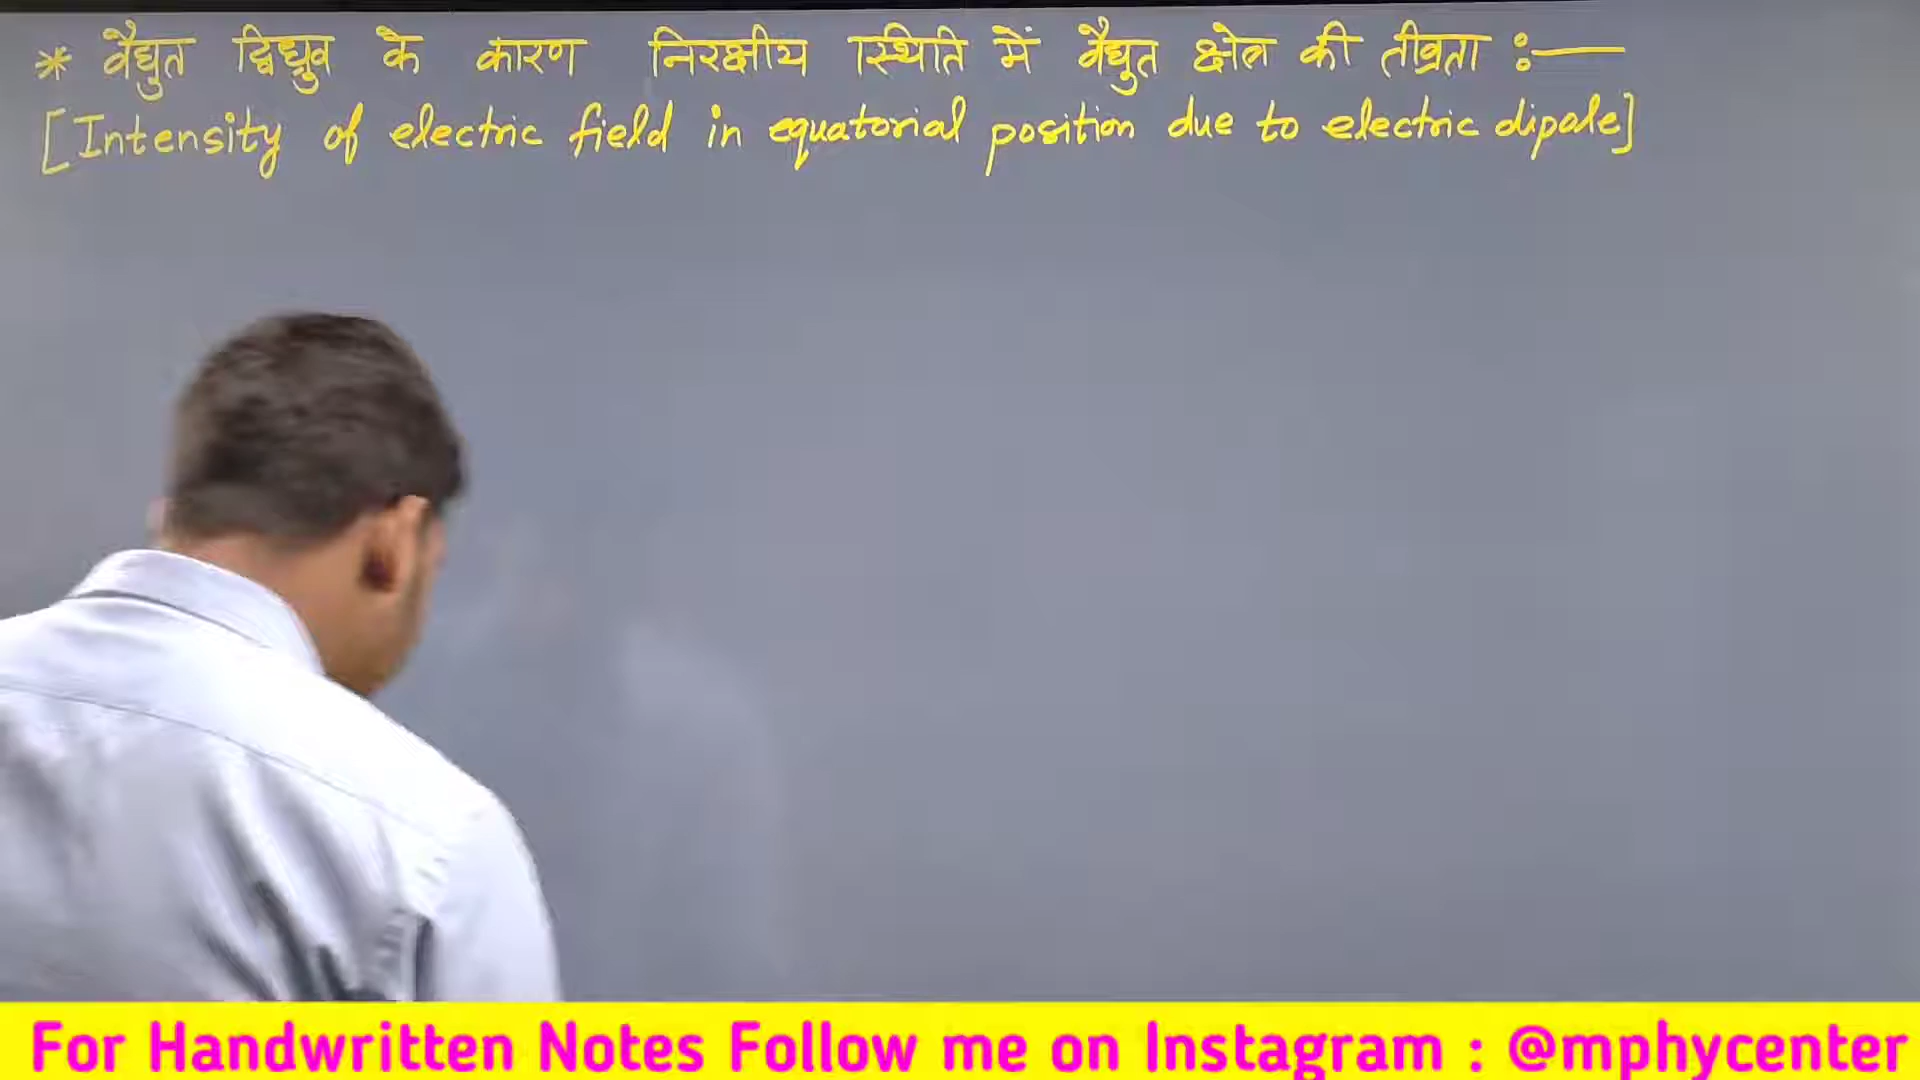 * वैद्युत द्विध्रुव के कारण निरक्षीय स्थिति में वैद्युत क्षेत्र की तीव्रता :—
[Intensity of electric field in equatorial position due to electric dipole]
For Handwritten Notes Follow me on Instagram : @mphycenter